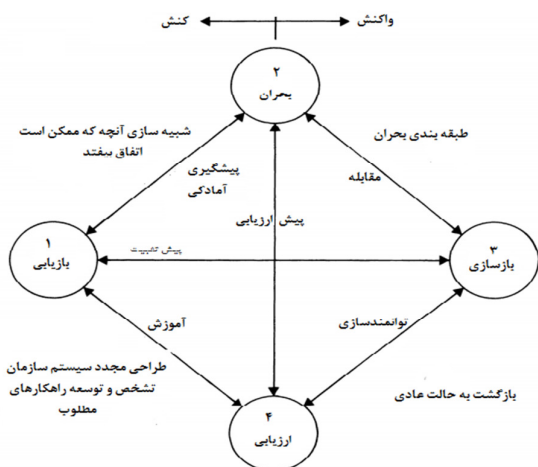 واکنش
کنش
۲
بحران
شبیه سازی آنچه که ممکن است
اتفاق بیفتد
طبقه بندی بحران
پیشگیری
آمادگی
مقابله
پیش ارزیابی
۱
بازیابی
پیش تثبیت
۳
بازسازی
آموزش
توانمندسازی
طراحی مجدد سیستم سازمان
تشخص و توسعه راهکارهای
مطلوب
بازگشت به حالت عادی
۴
ارزیابی